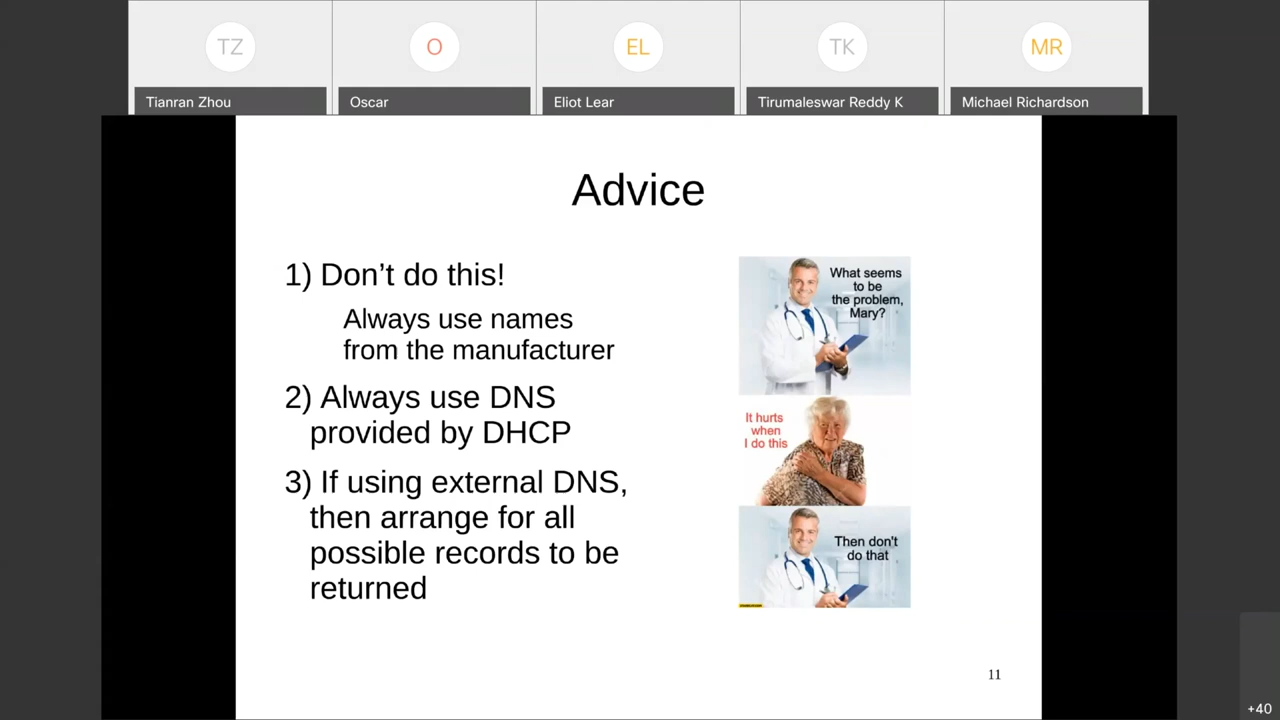 TZ
O
EL
TK
MR
Tianran Zhou
Oscar
Eliot Lear
Tirumaleswar Reddy K
Michael Richardson
Advice
1) Don’t do this!
Always use names
from the manufacturer
2) Always use DNS
provided by DHCP
3) If using external DNS,
then arrange for all
possible records to be
returned
What seems
to be
the problem,
Mary?
It hurts
when
I do this
Then don't
do that
11
+40